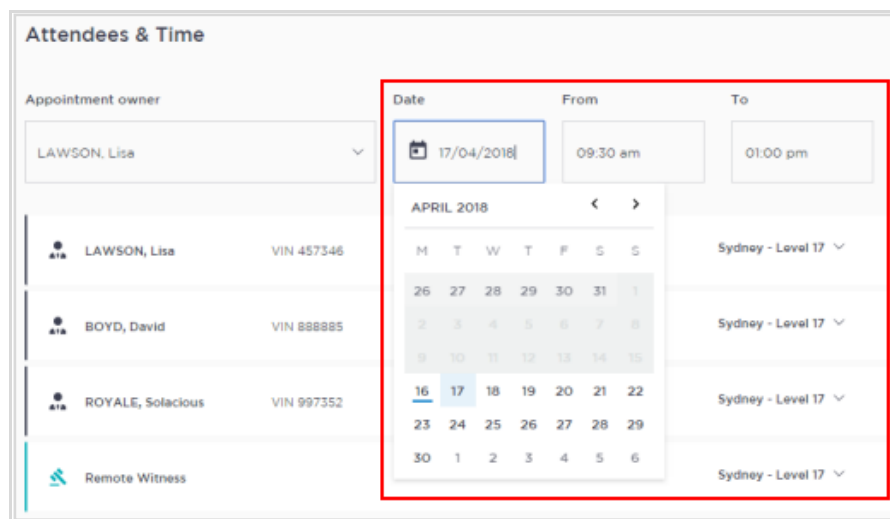 Attendees & Time
Appointment owner Date From To
LAWSON, Lisa 17/04/2018 09:30 am 01:00 pm
APRIL 2018
M T W T F S S
LAWSON, Lisa VIN 457346 Sydney - Level 17
26 27 28 29 30 31 1
2 3 4 5 6 7 8
BOYD, David VIN 888885 Sydney - Level 17
9 10 11 12 13 14 15
16 17 18 19 20 21 22
ROYALE, Solacious VIN 997352 Sydney - Level 17
23 24 25 26 27 28 29
30 1 2 3 4 5 6
Remote Witness Sydney - Level 17